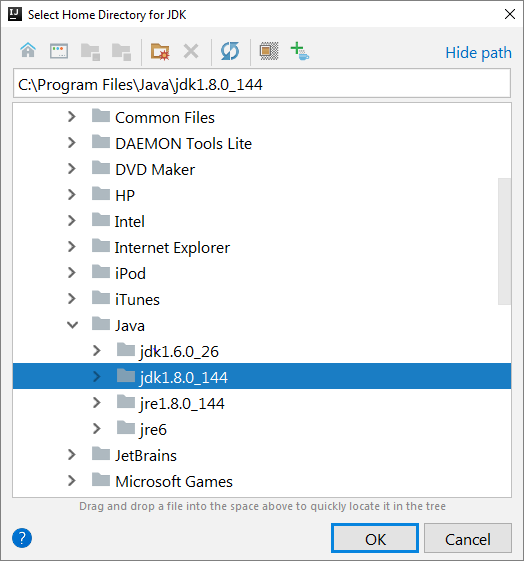 IJ Select Home Directory for JDK
Hide path
C:\Program Files\Java\jdk1.8.0_144
Common Files
DAEMON Tools Lite
DVD Maker
HP
Intel
Internet Explorer
iPod
iTunes
Java
jdk1.6.0_26
jdk1.8.0_144
jre1.8.0_144
jre6
JetBrains
Microsoft Games
Drag and drop a file into the space above to quickly locate it in the tree
? OK Cancel